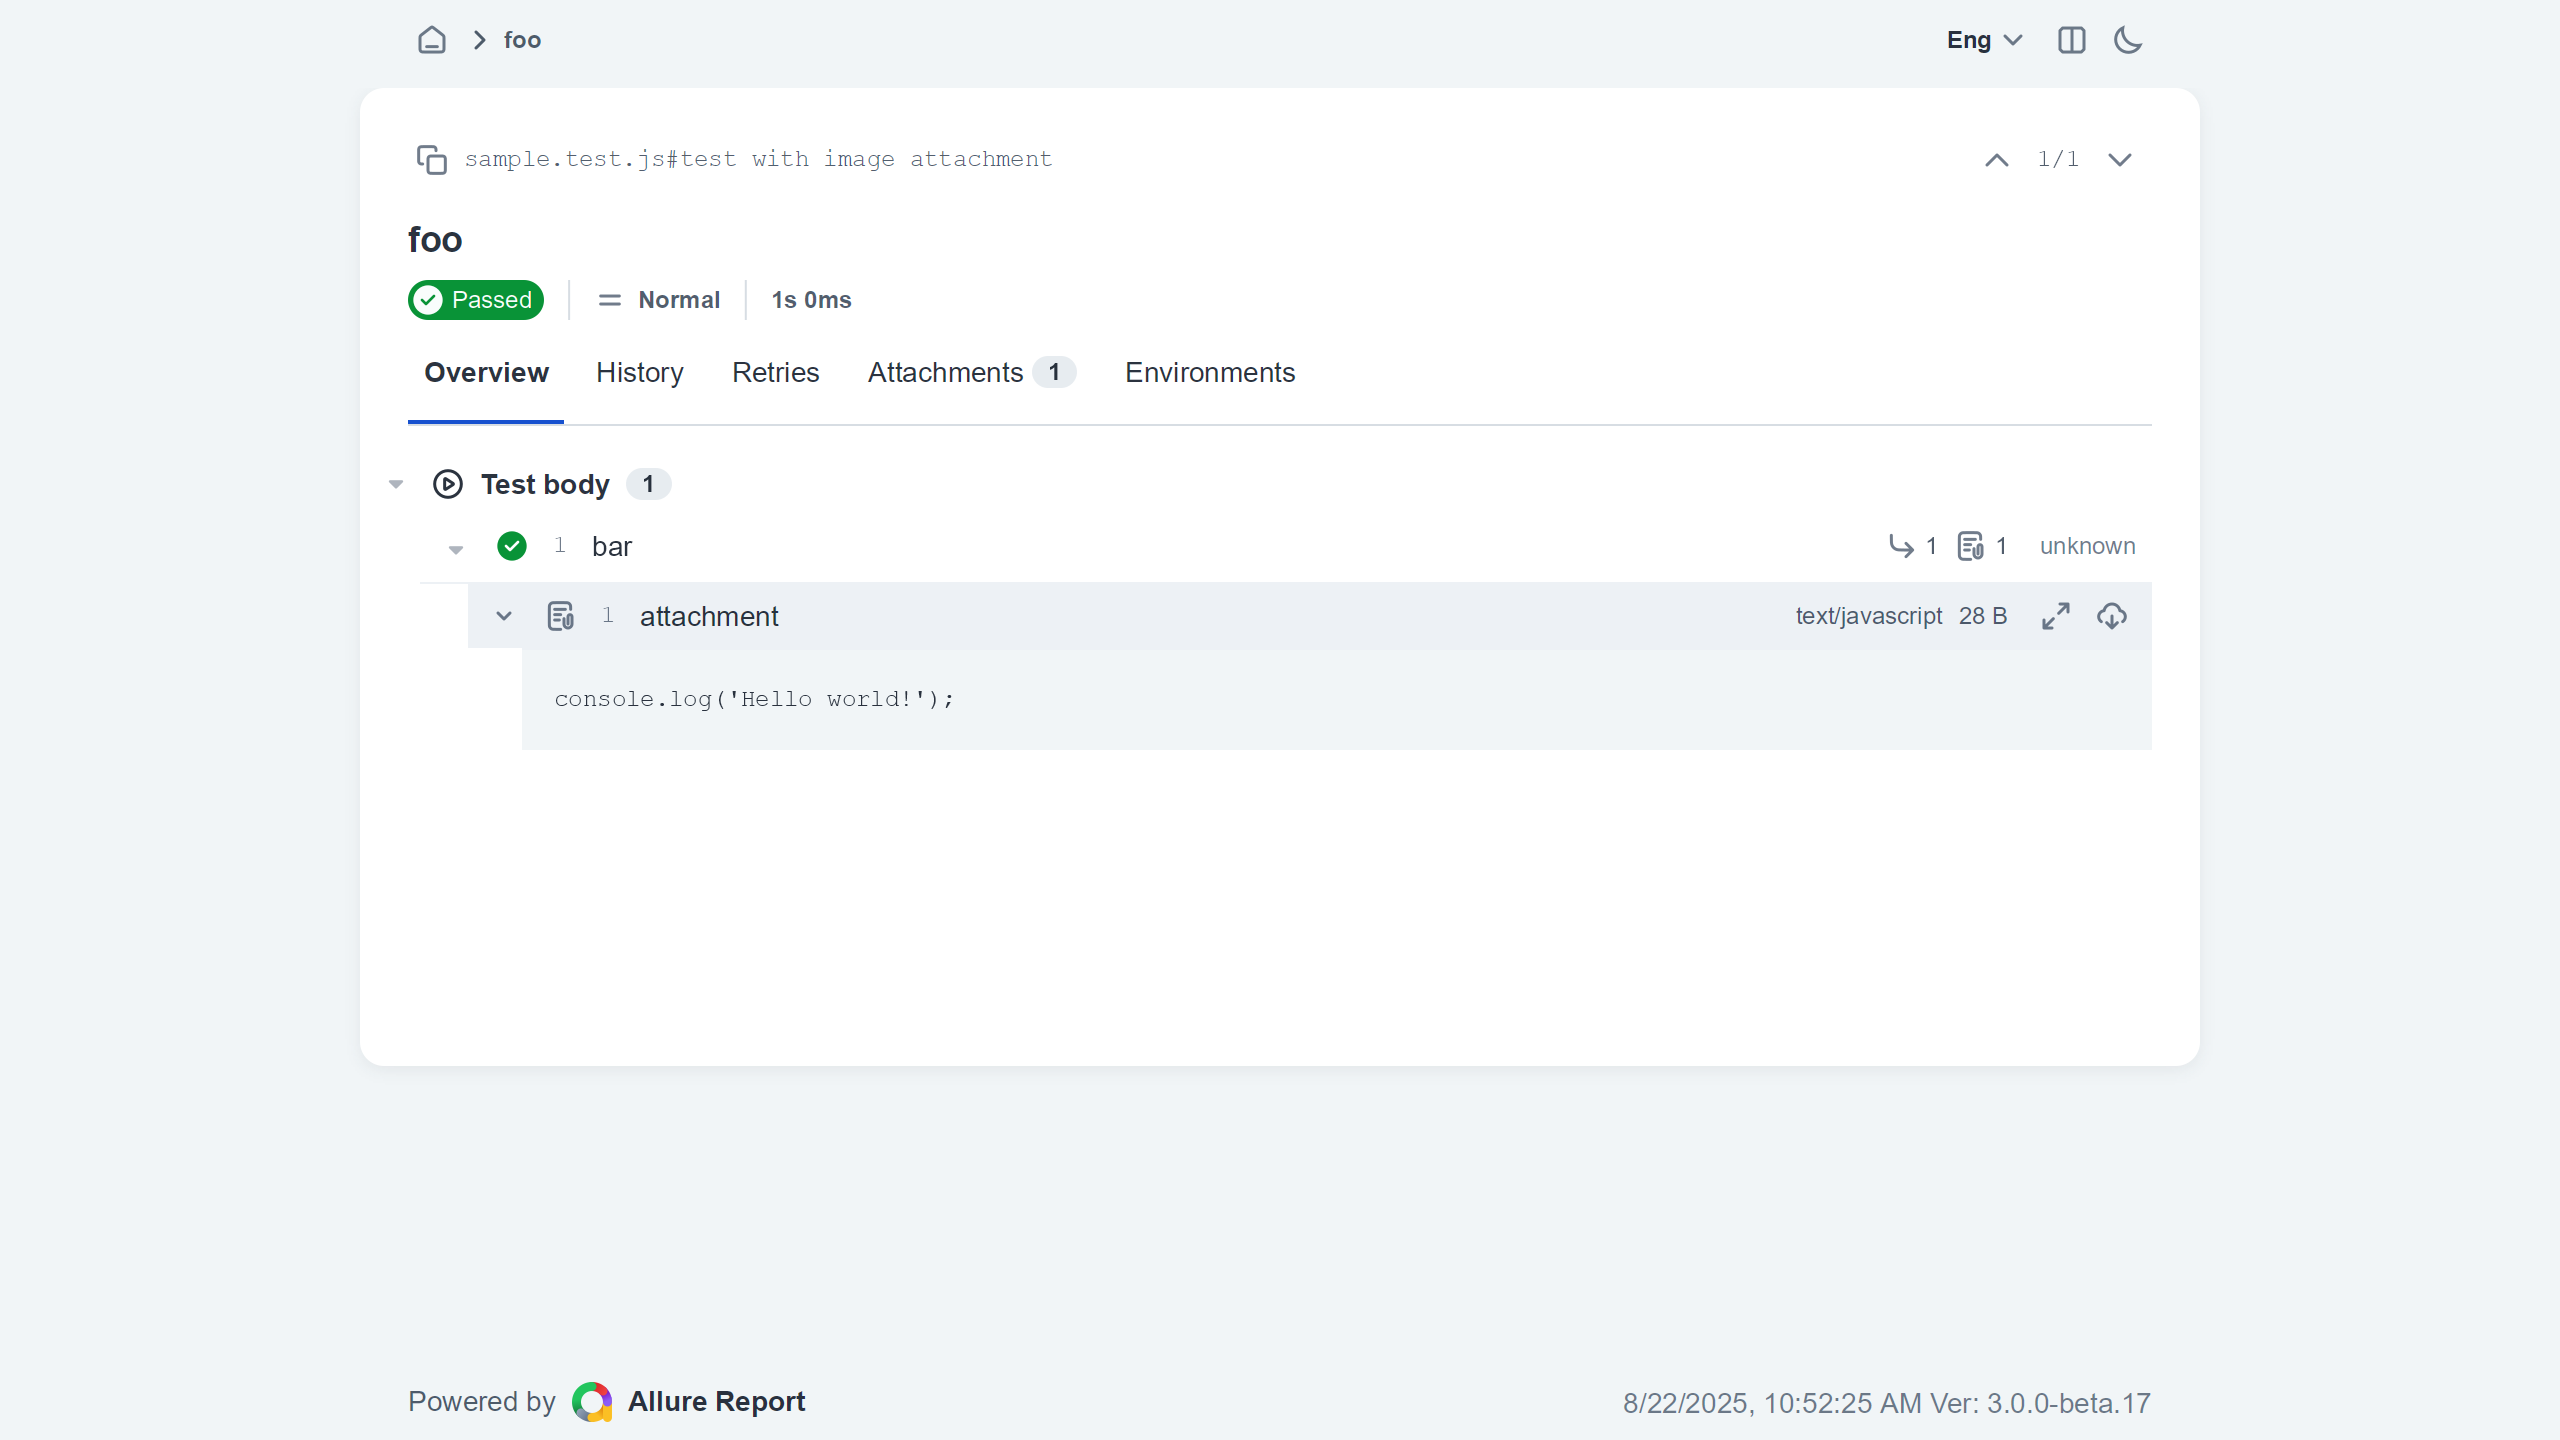 foo
Eng
sample.test.js#test with image attachment
1/1
foo
Passed
Normal
1s 0ms
Overview
History
Retries
Attachments 1
Environments
Test body 1
1 bar
1
1
unknown
1 attachment
text/javascript 28 B
console.log('Hello world!');
Powered by Allure Report
8/22/2025, 10:52:25 AM Ver: 3.0.0-beta.17